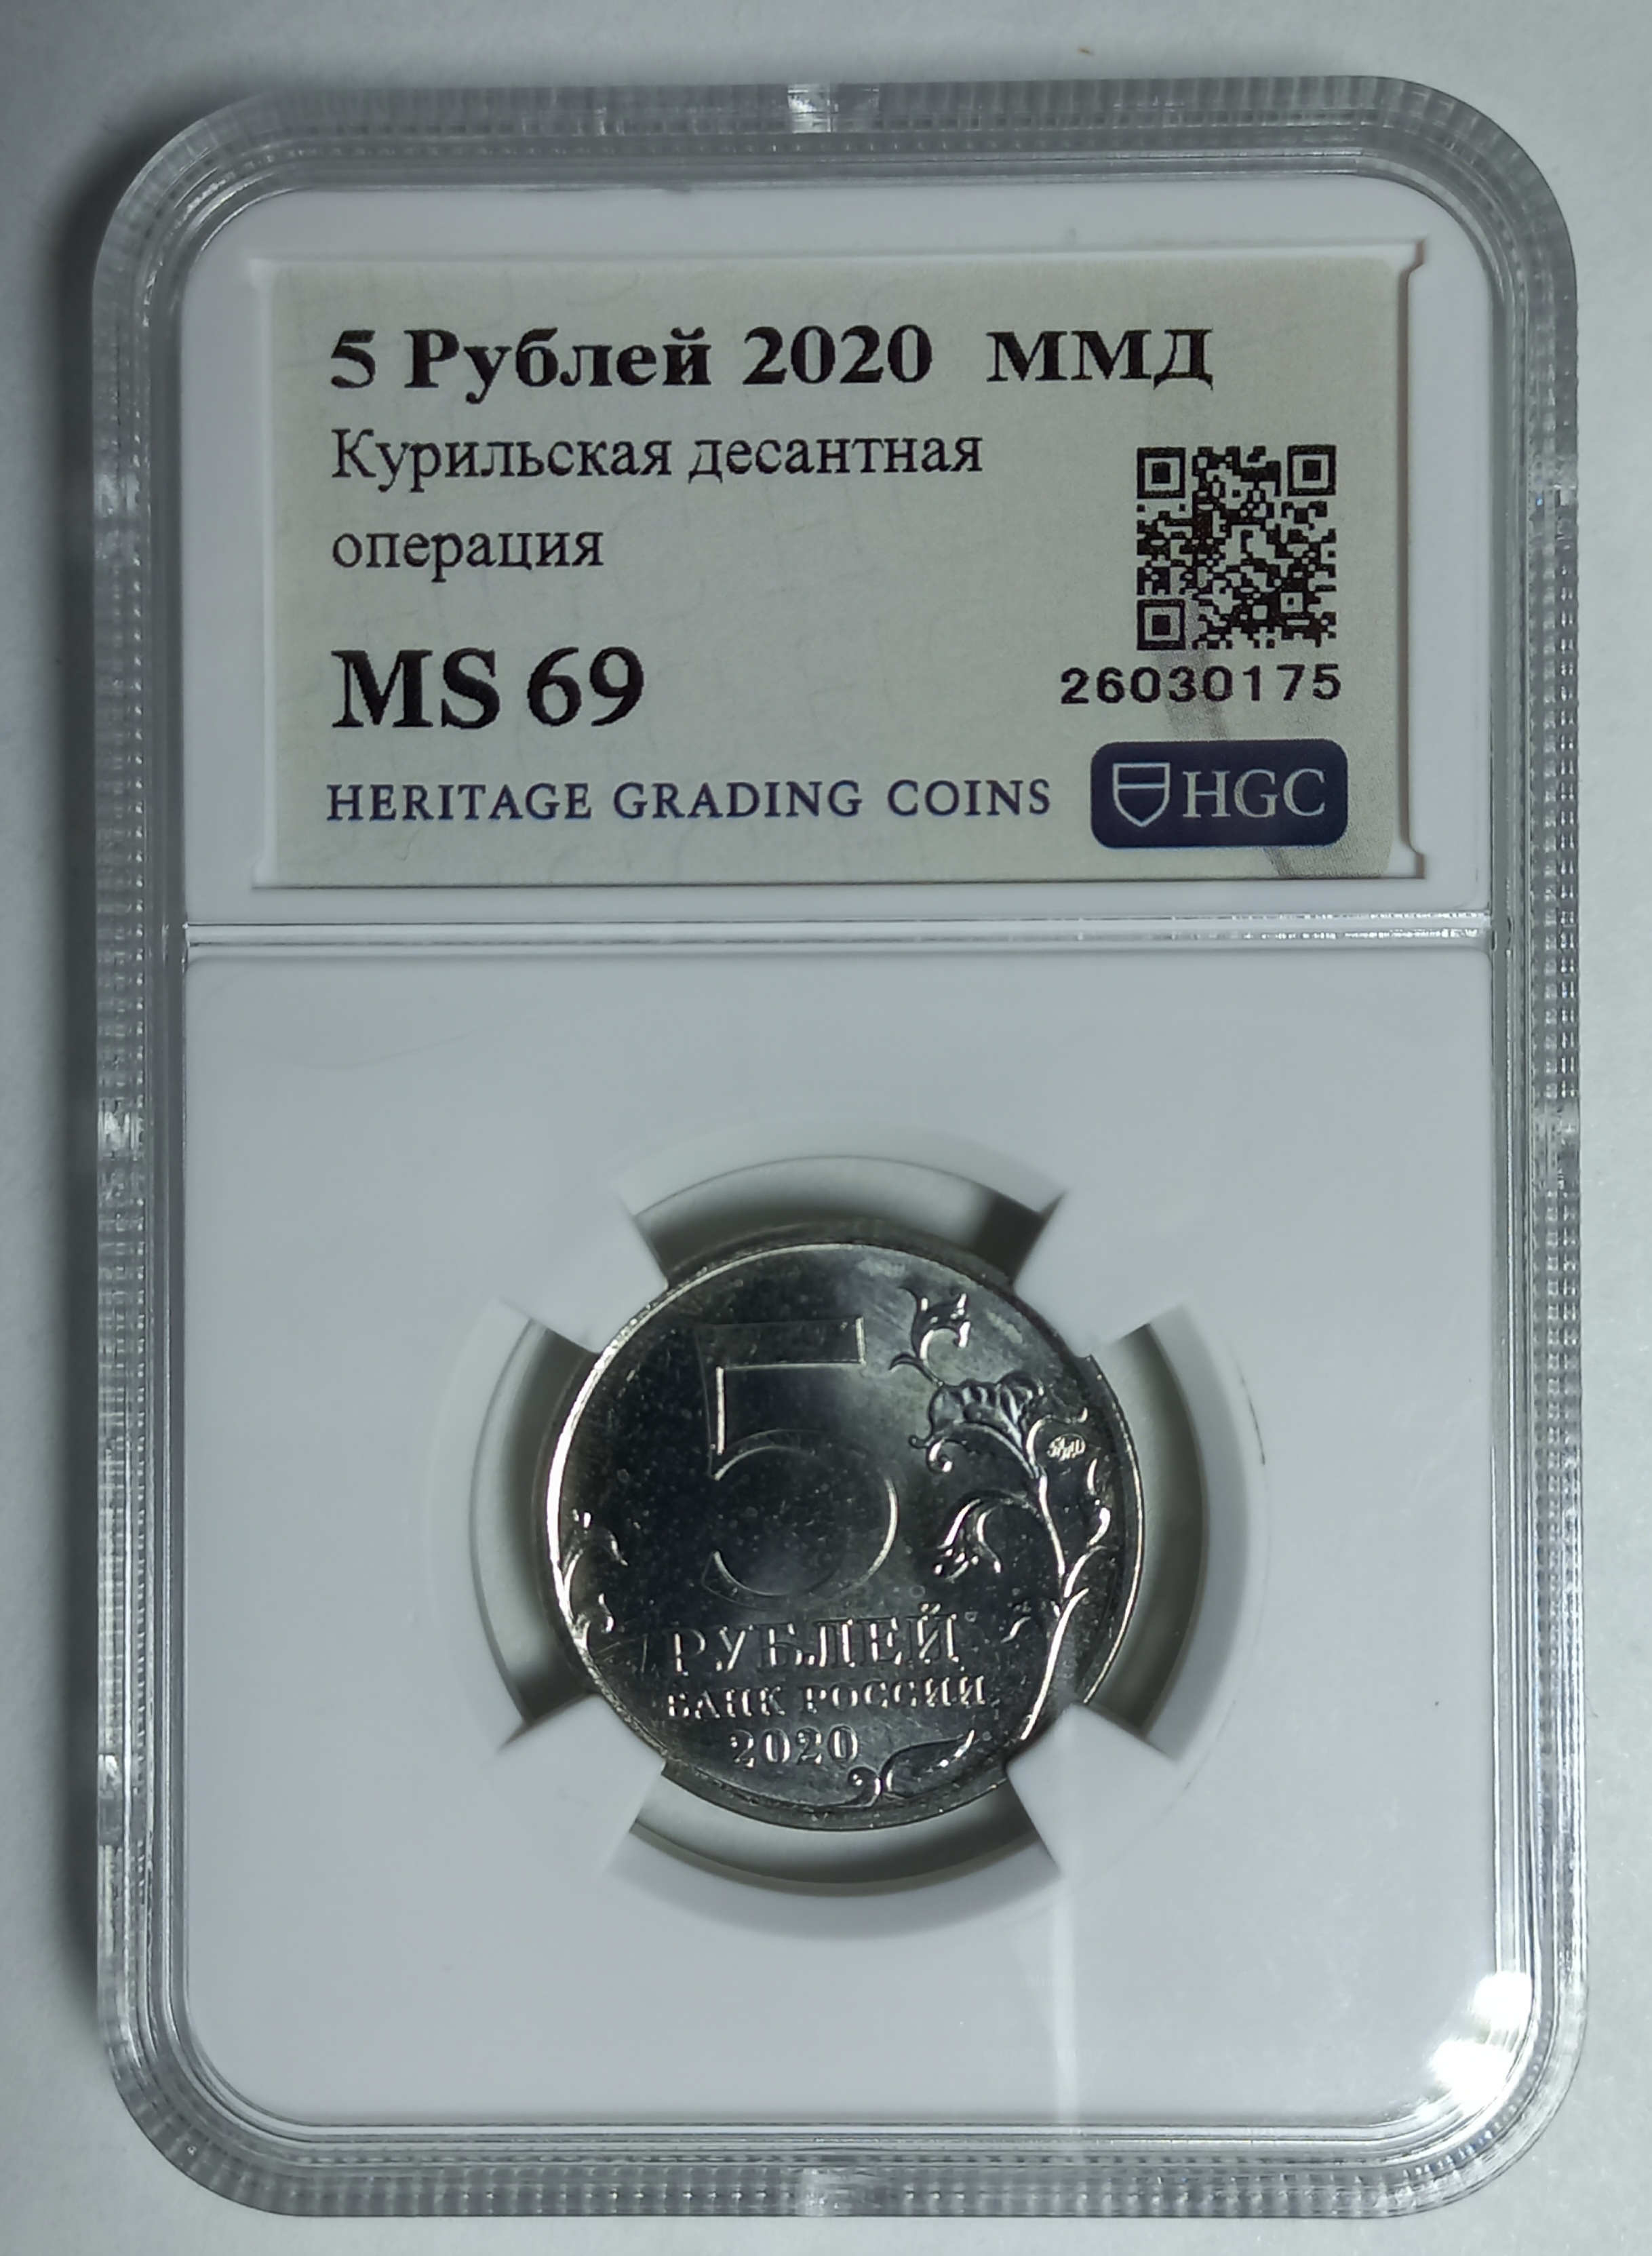 5 Рублей 2020 ММД
Курильская десантная
операция
MS 69
26030175
HERITAGE GRADING COINS
HGC
5
ММД
РУБЛЕЙ
БАНК РОССИИ
2020